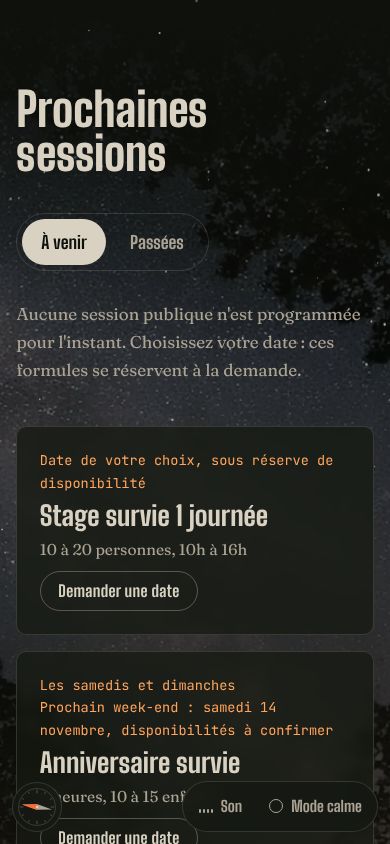 Prochaines
sessions
À venir
Passées
Aucune session publique n'est programmée
pour l'instant. Choisissez votre date : ces
formules se réservent à la demande.
Date de votre choix, sous réserve de
disponibilité
Stage survie 1 journée
10 à 20 personnes, 10h à 16h
Demander une date
Les samedis et dimanches
Prochain week-end : samedi 14
novembre, disponibilités à confirmer
Anniversaire survie
10 à 15
Son
Mode calme
Demander une date